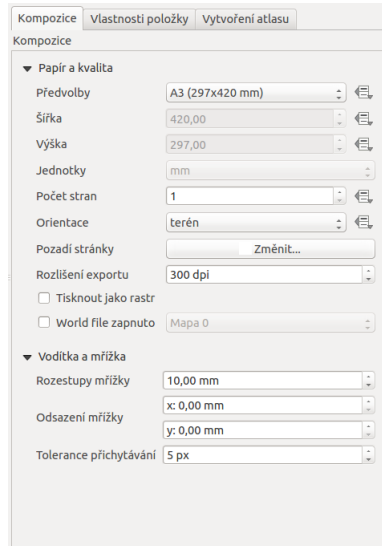 Kompozice Vlastnosti položky Vytvoření atlasu
Kompozice
Papír a kvalita
Předvolby A3 (297x420 mm)
Šířka 420,00
Výška 297,00
Jednotky mm
Počet stran 1
Orientace terén
Pozadí stránky Změnit...
Rozlišení exportu 300 dpi
Tisknout jako rastr
World file zapnuto Mapa 0
Vodítka a mřížka
Rozestupy mřížky 10,00 mm
x: 0,00 mm
Odsazení mřížky
y: 0,00 mm
Tolerance přichytávání 5 px